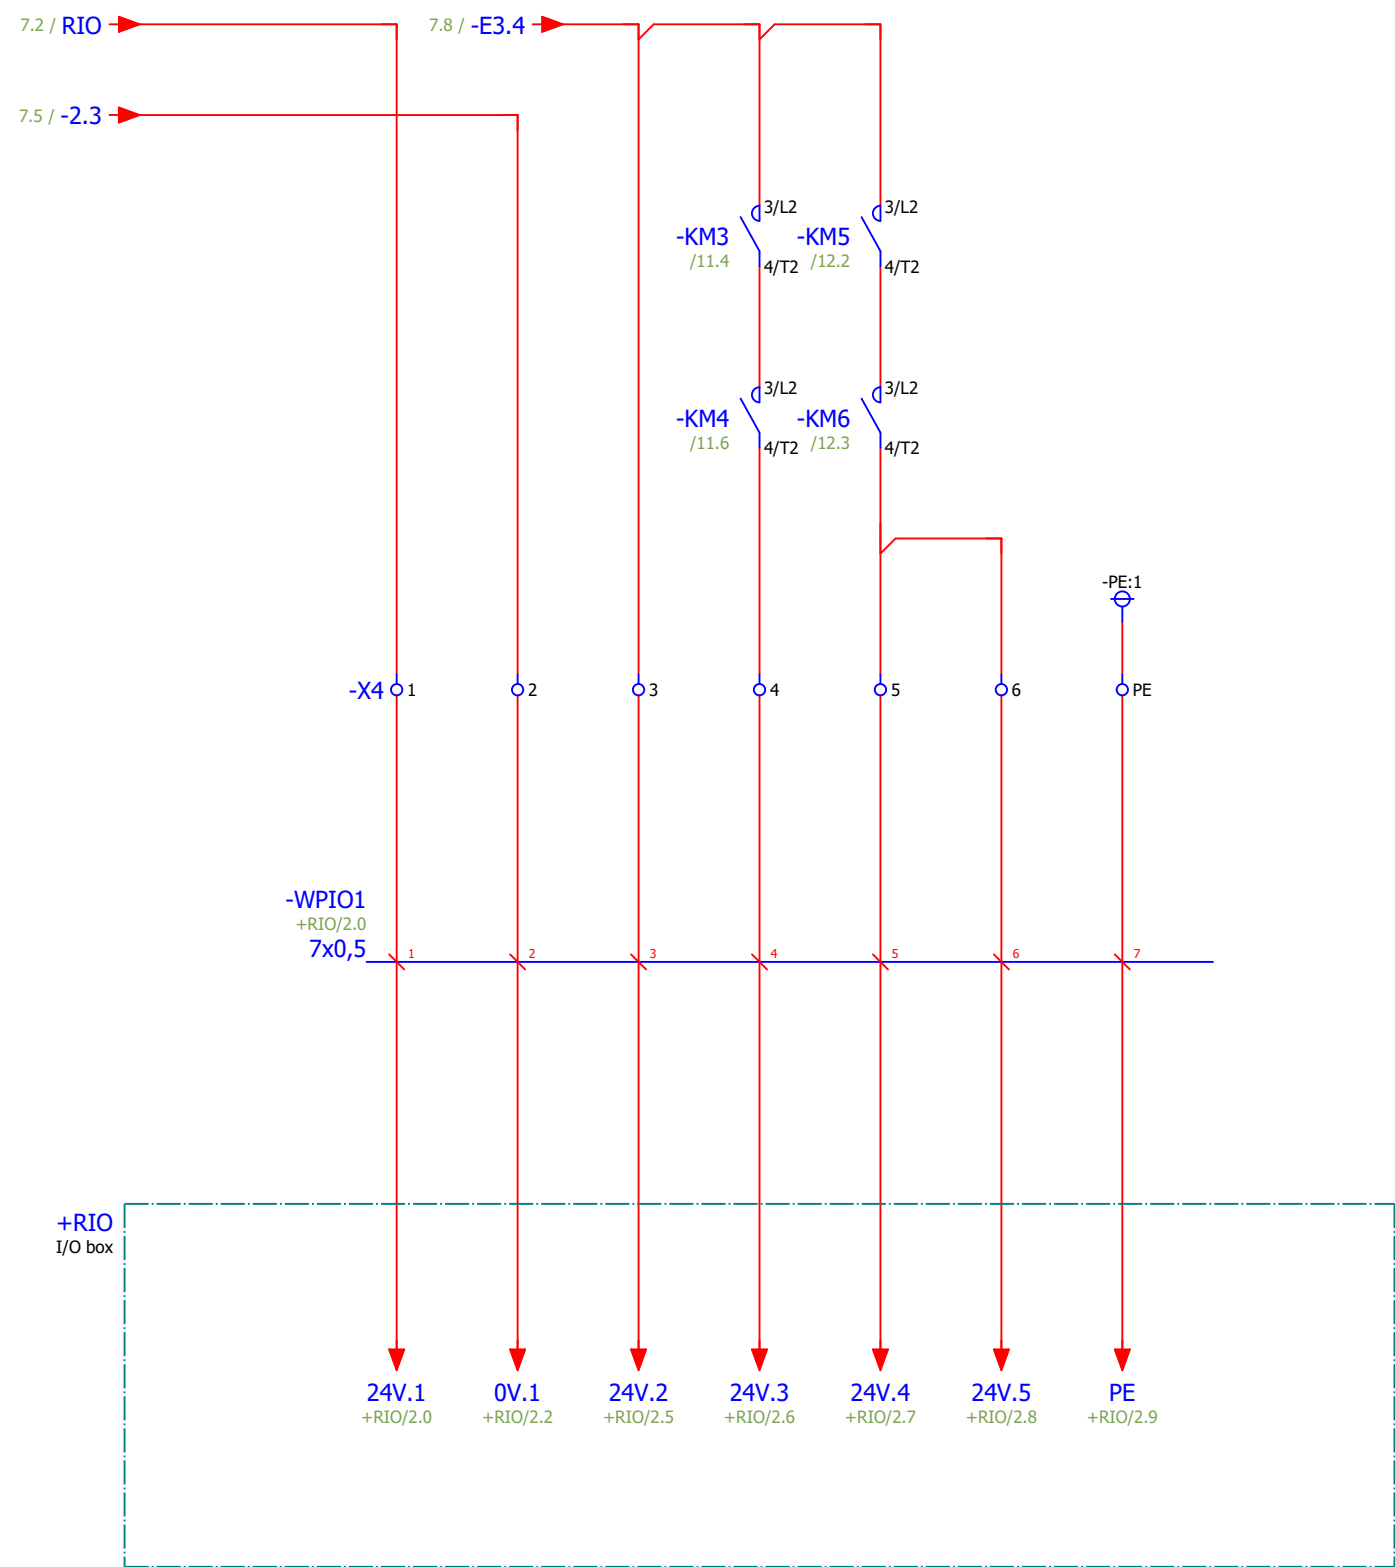 7.2 / RIO
7.8 / -E3.4
7.5 / -2.3
3/L2
3/L2
-KM3
-KM5
/11.4
4/T2
/12.2
4/T2
3/L2
3/L2
-KM4
-KM6
/11.6
4/T2
/12.3
4/T2
-PE:1
-X4 1 2 3 4 5 6 PE
-WPIO1
+RIO/2.0
7x0,5
1 2 3 4 5 6 7
+RIO
I/O box
24V.1 0V.1 24V.2 24V.3 24V.4 24V.5 PE
+RIO/2.0 +RIO/2.2 +RIO/2.5 +RIO/2.6 +RIO/2.7 +RIO/2.8 +RIO/2.9